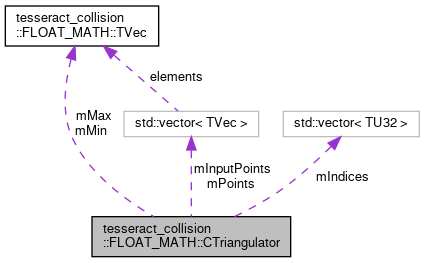 tesseract_collision
::FLOAT_MATH::TVec
elements
mMax
mMin
std::vector< TVec >
std::vector< TU32 >
mInputPoints
mPoints
mIndices
tesseract_collision
::FLOAT_MATH::CTriangulator